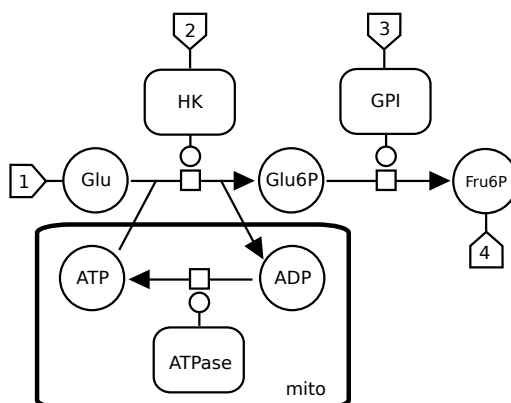 2
3
HK
GPI
1
Glu
Glu6P
Fru6P
ATP
ADP
4
ATPase
mito